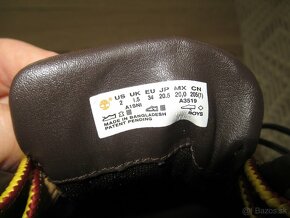 US UK EU JP MX CN
2 1.5 34 20.5 20.0 205(1)
A1BNI A3519
MADE IN BANGLADESH
PATENT PENDING
BOYS
Bazos.sk